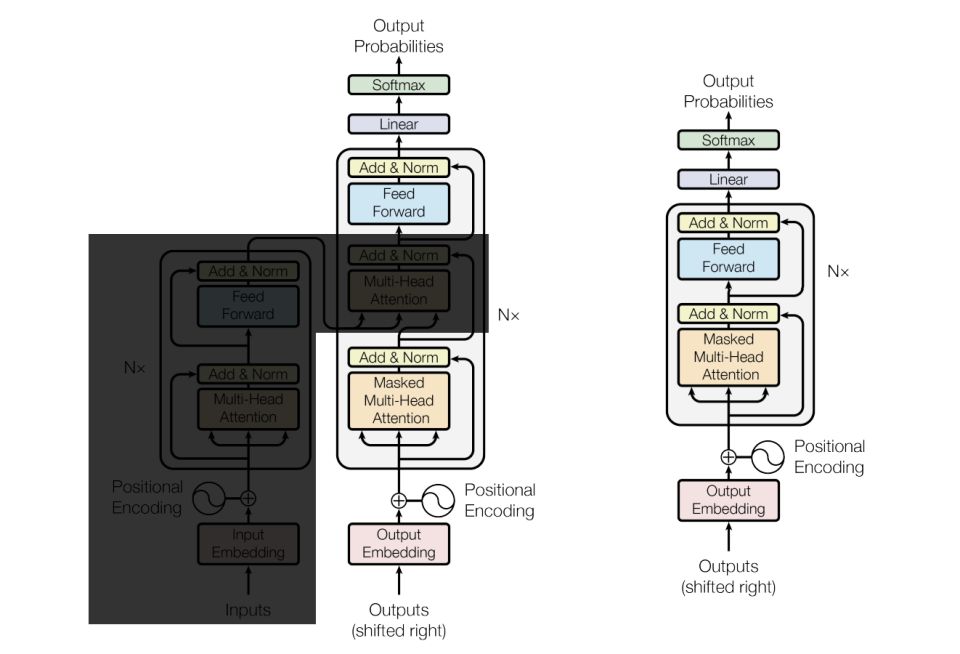 Output
Probabilities
Softmax
Linear
Add & Norm
Feed
Forward
Add & Norm
Multi-Head
Attention
Nx
Add & Norm
Masked
Multi-Head
Attention
Positional
Encoding
Output
Embedding
Outputs
(shifted right)
Add & Norm
Feed
Forward
Nx
Add & Norm
Multi-Head
Attention
Positional
Encoding
Input
Embedding
Inputs
Output
Probabilities
Softmax
Linear
Add & Norm
Feed
Forward
Nx
Add & Norm
Masked
Multi-Head
Attention
Positional
Encoding
Output
Embedding
Outputs
(shifted right)